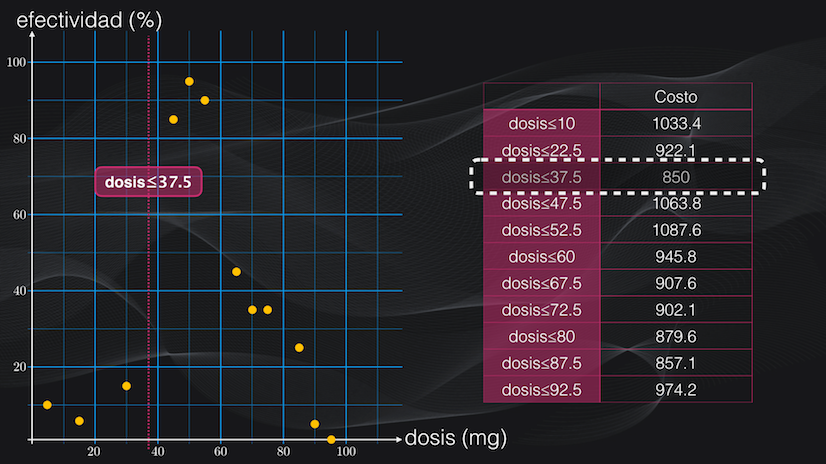 efectividad (%)
100
80
60
40
20
dosis≤37.5
20
40
60
80
100
dosis (mg)
Costo
dosis≤10 1033.4
dosis≤22.5 922.1
dosis≤37.5 850
dosis≤47.5 1063.8
dosis≤52.5 1087.6
dosis≤60 945.8
dosis≤67.5 907.6
dosis≤72.5 902.1
dosis≤80 879.6
dosis≤87.5 857.1
dosis≤92.5 974.2